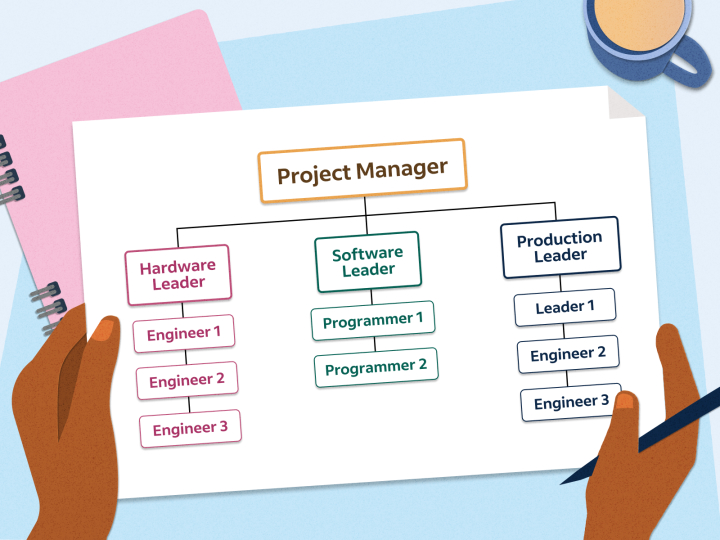 Project Manager
Hardware
Leader
Engineer 1
Engineer 2
Engineer 3
Software
Leader
Programmer 1
Programmer 2
Production
Leader
Leader 1
Engineer 2
Engineer 3